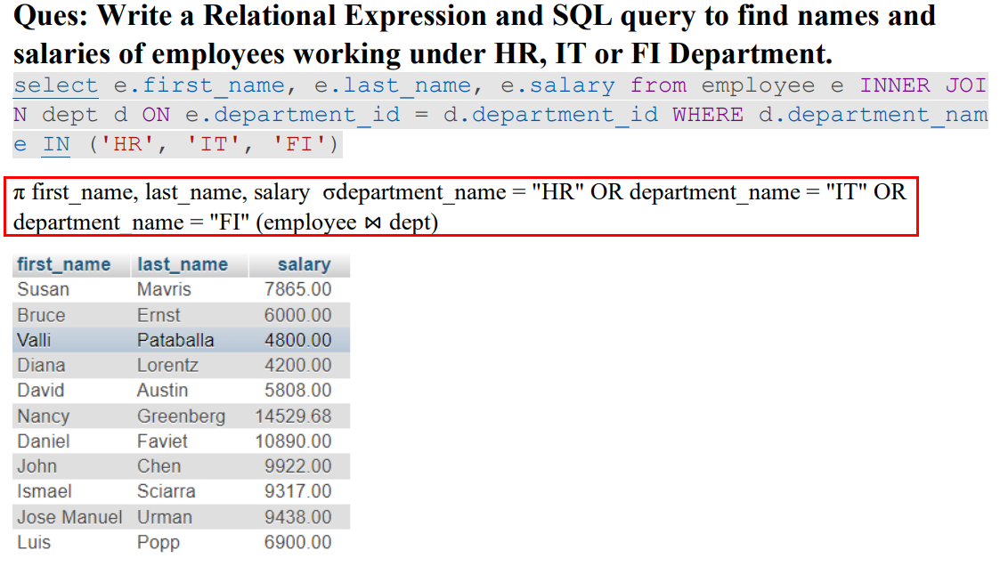 Ques: Write a Relational Expression and SQL query to find names and
salaries of employees working under HR, IT or FI Department.
select e.first_name, e.last_name, e.salary from employee e INNER JOI
N dept d ON e.department_id = d.department_id WHERE d.department_nam
e IN ('HR', 'IT', 'FI')
π first_name, last_name, salary σdepartment_name = "HR" OR department_name = "IT" OR
department_name = "FI" (employee ⋈ dept)
first_name last_name salary
Susan Mavris 7865.00
Bruce Ernst 6000.00
Valli Pataballa 4800.00
Diana Lorentz 4200.00
David Austin 5808.00
Nancy Greenberg 14529.68
Daniel Faviet 10890.00
John Chen 9922.00
Ismael Sciarra 9317.00
Jose Manuel Urman 9438.00
Luis Popp 6900.00